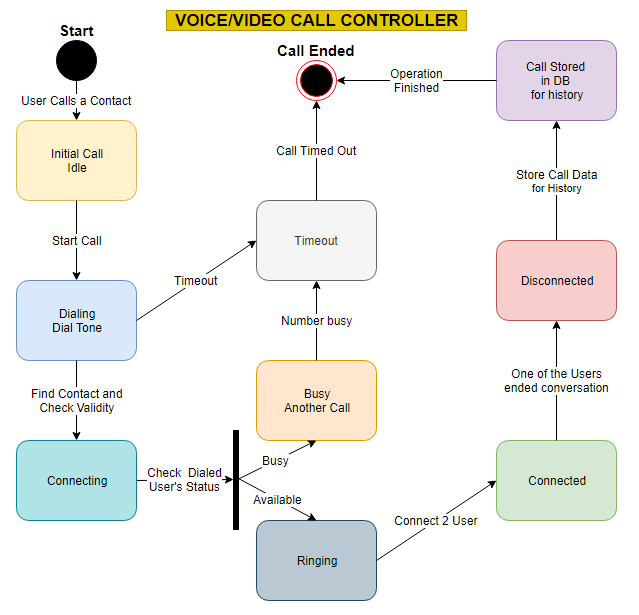 VOICE/VIDEO CALL CONTROLLER
Start
User Calls a Contact
Initial Call
Idle
Start Call
Dialing
Dial Tone
Find Contact and
Check Validity
Connecting
Check Dialed
User's Status
Timeout
Call Ended
Call Timed Out
Timeout
Number busy
Busy
Another Call
Busy
Available
Ringing
Connect 2 User
Connected
One of the Users
ended conversation
Disconnected
Store Call Data
for History
Call Stored
in DB
for history
Operation
Finished